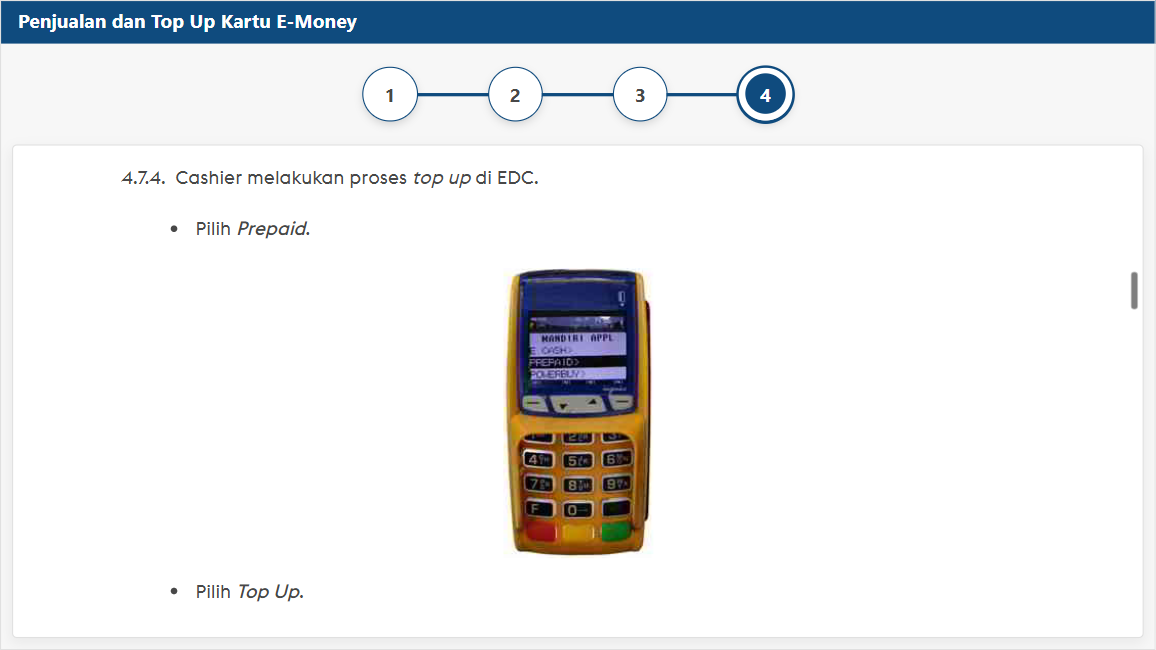 Penjualan dan Top Up Kartu E-Money
1 2 3 4
4.7.4. Cashier melakukan proses top up di EDC.
• Pilih Prepaid.
MANDIRI APPL
E CASH>
PREPAID>
POWERBUY>
4 5 6
7 8 9
F 0
• Pilih Top Up.